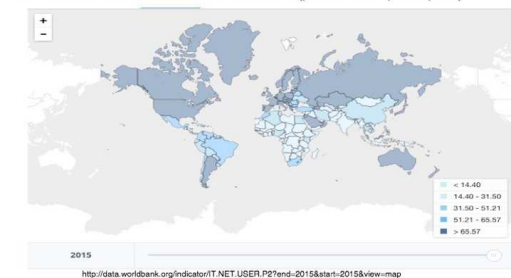 +
−
< 14.40
14.40 - 31.50
31.50 - 51.21
51.21 - 65.57
> 65.57
2015
http://data.worldbank.org/indicator/IT.NET.USER.P2?end=2015&start=2015&view=map